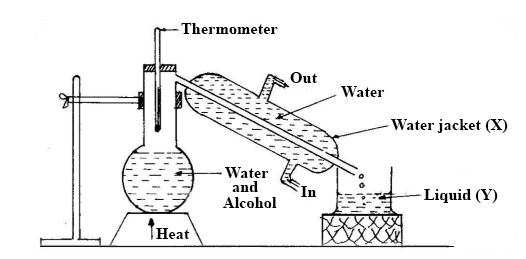 Thermometer
Out
Water
Water jacket (X)
Water
and
Alcohol
In
Liquid (Y)
Heat